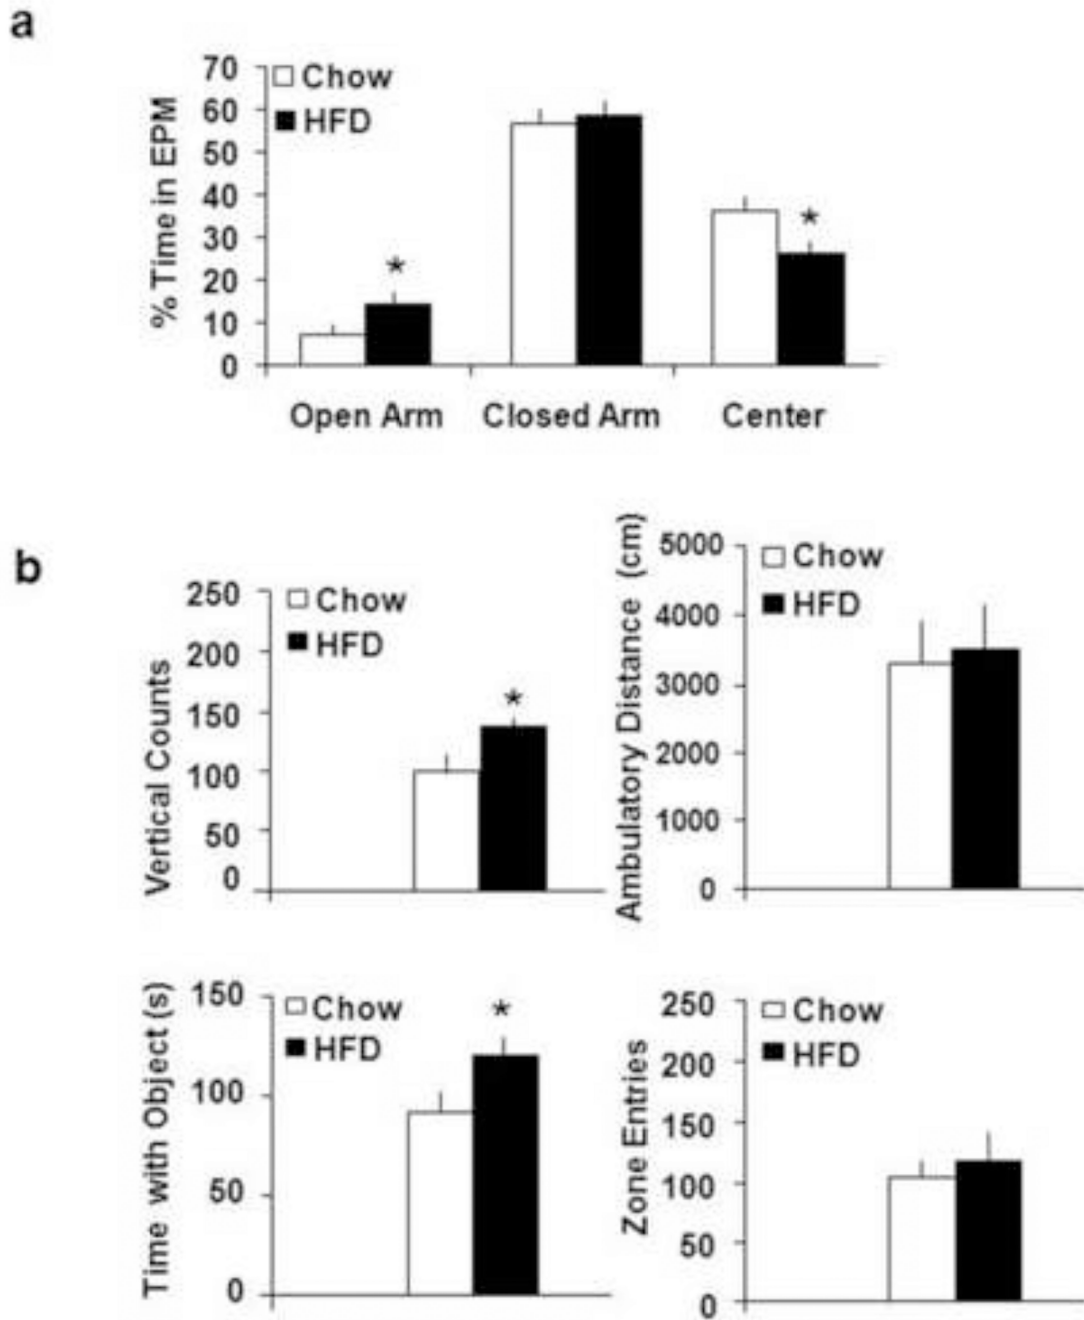 a
% Time in EPM
70
60
50
40
30
20
10
0
Chow
HFD
*
*
Open Arm Closed Arm Center
b
Vertical Counts
250
200
150
100
50
0
Chow
HFD
*
Ambulatory Distance (cm)
5000
4000
3000
2000
1000
0
Chow
HFD
Time with Object (s)
150
100
50
0
Chow
HFD
*
Zone Entries
250
200
150
100
50
0
Chow
HFD